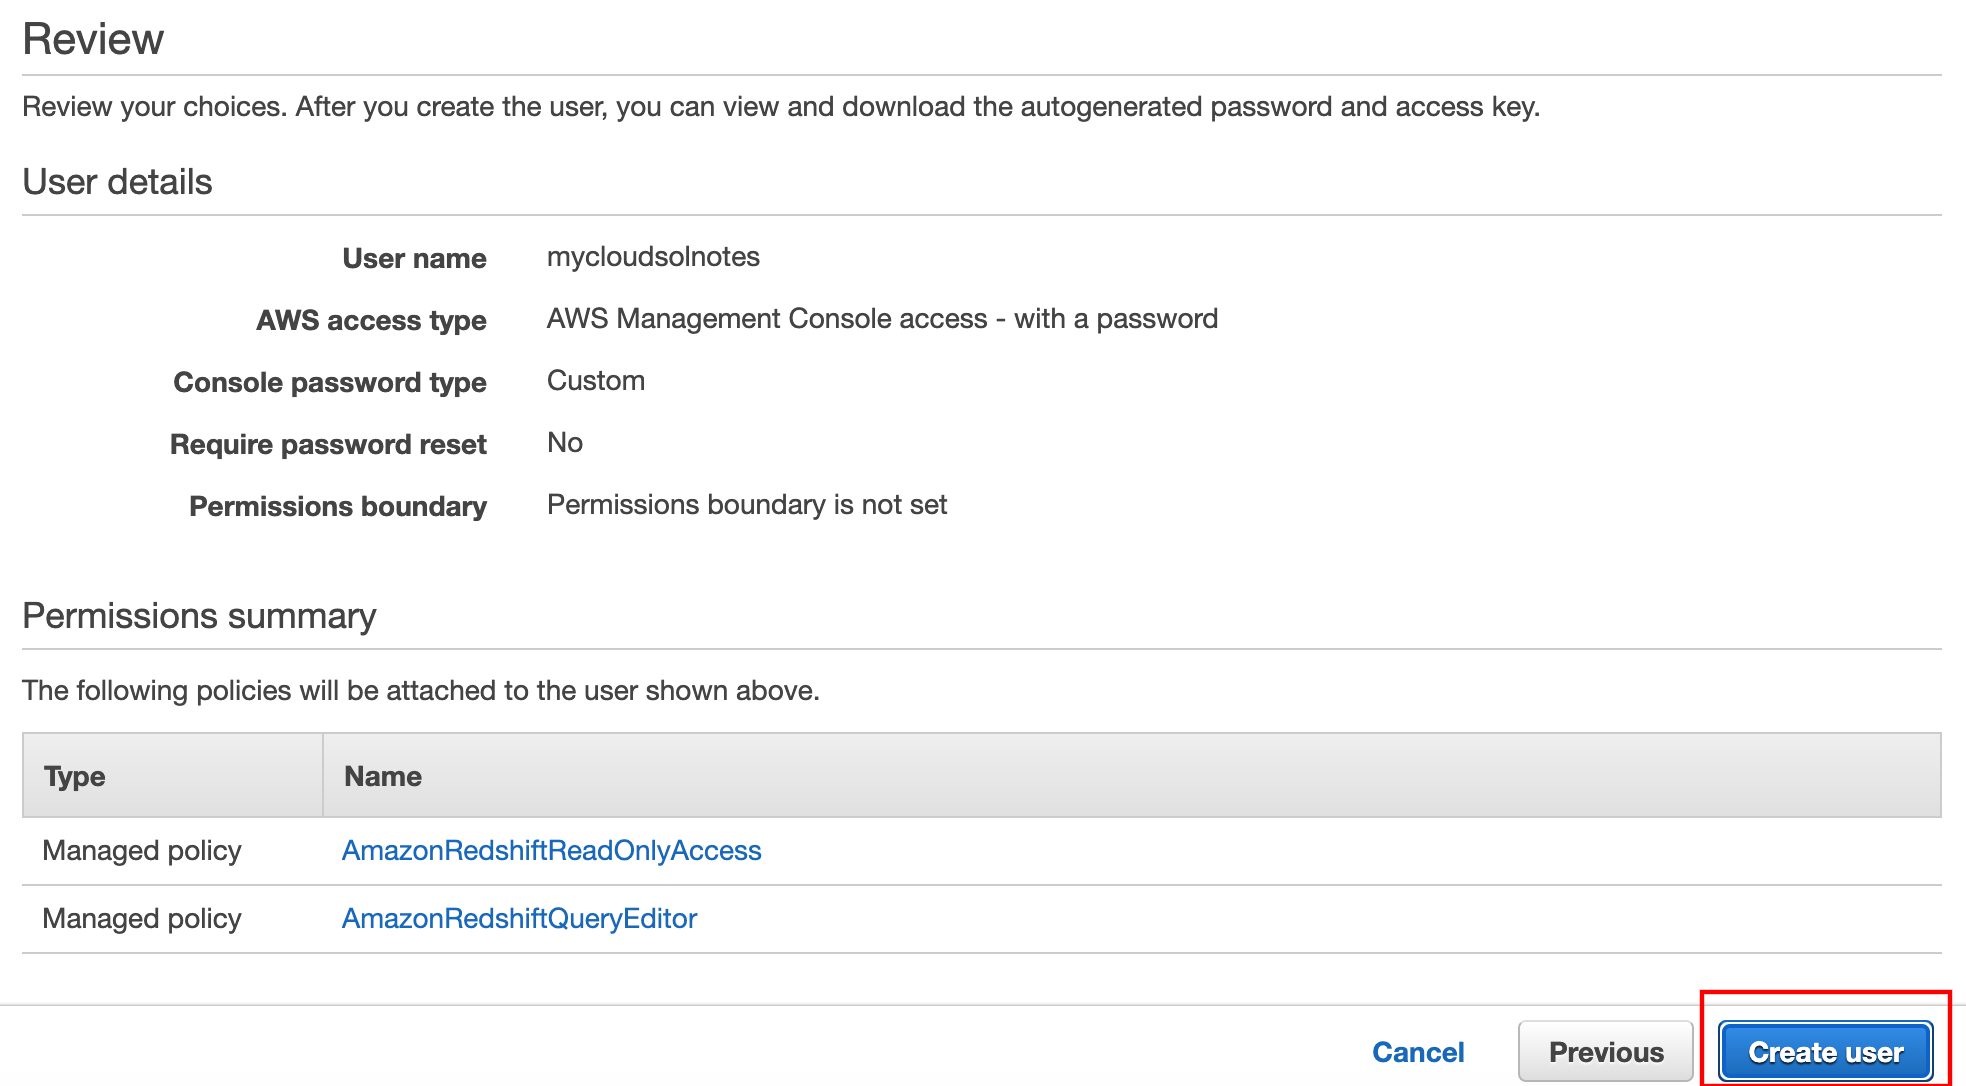 Review
Review your choices. After you create the user, you can view and download the autogenerated password and access key.
User details
User name mycloudsolnotes
AWS access type AWS Management Console access - with a password
Console password type Custom
Require password reset No
Permissions boundary Permissions boundary is not set
Permissions summary
The following policies will be attached to the user shown above.
Type Name
Managed policy AmazonRedshiftReadOnlyAccess
Managed policy AmazonRedshiftQueryEditor
Cancel Previous Create user